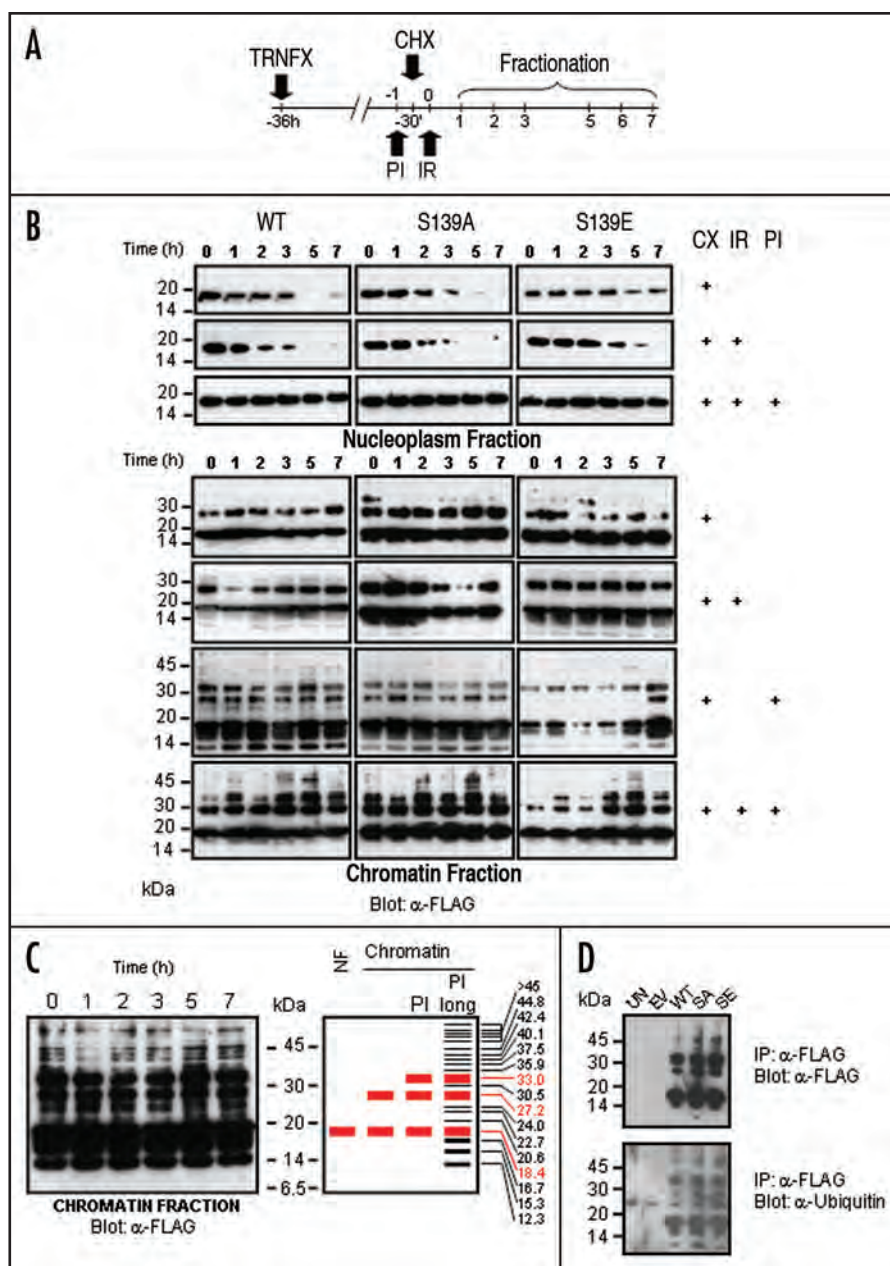 A
TRNFX
CHX
Fractionation
-1 0
-36h -30' 1 2 3 5 6 7
PI IR
B
WT S139A S139E
CX IR PI
Time (h) 0 1 2 3 5 7 0 1 2 3 5 7 0 1 2 3 5 7
20
14
+
20
14
+ +
20
14
+ + +
Nucleoplasm Fraction
Time (h) 0 1 2 3 5 7 0 1 2 3 5 7 0 1 2 3 5 7
30
20
14
+
30
20
14
+ +
45
30
20
14
+ +
45
30
20
14
+ + +
Chromatin Fraction
kDa
Blot: α-FLAG
C
Time (h)
0 1 2 3 5 7
kDa
45
30
20
14
6.5
CHROMATIN FRACTION
Blot: α-FLAG
NF
Chromatin
PI
PI long
>45
44.8
42.4
40.1
37.5
35.9
33.0
30.5
27.2
24.0
22.7
20.6
18.4
16.7
15.3
12.3
D
UN EV WT SA SE
kDa
45
30
20
14
IP: α-FLAG
Blot: α-FLAG
45
30
20
14
IP: α-FLAG
Blot: α-Ubiquitin